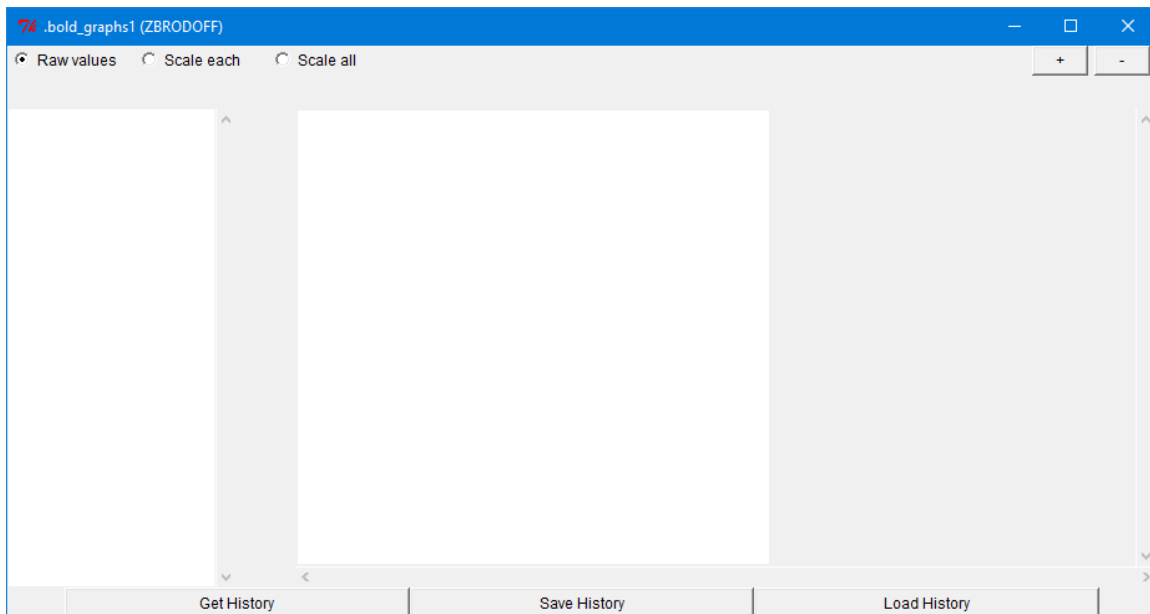 .bold_graphs1 (ZBRODOFF)
Raw values Scale each Scale all + -
Get History Save History Load History